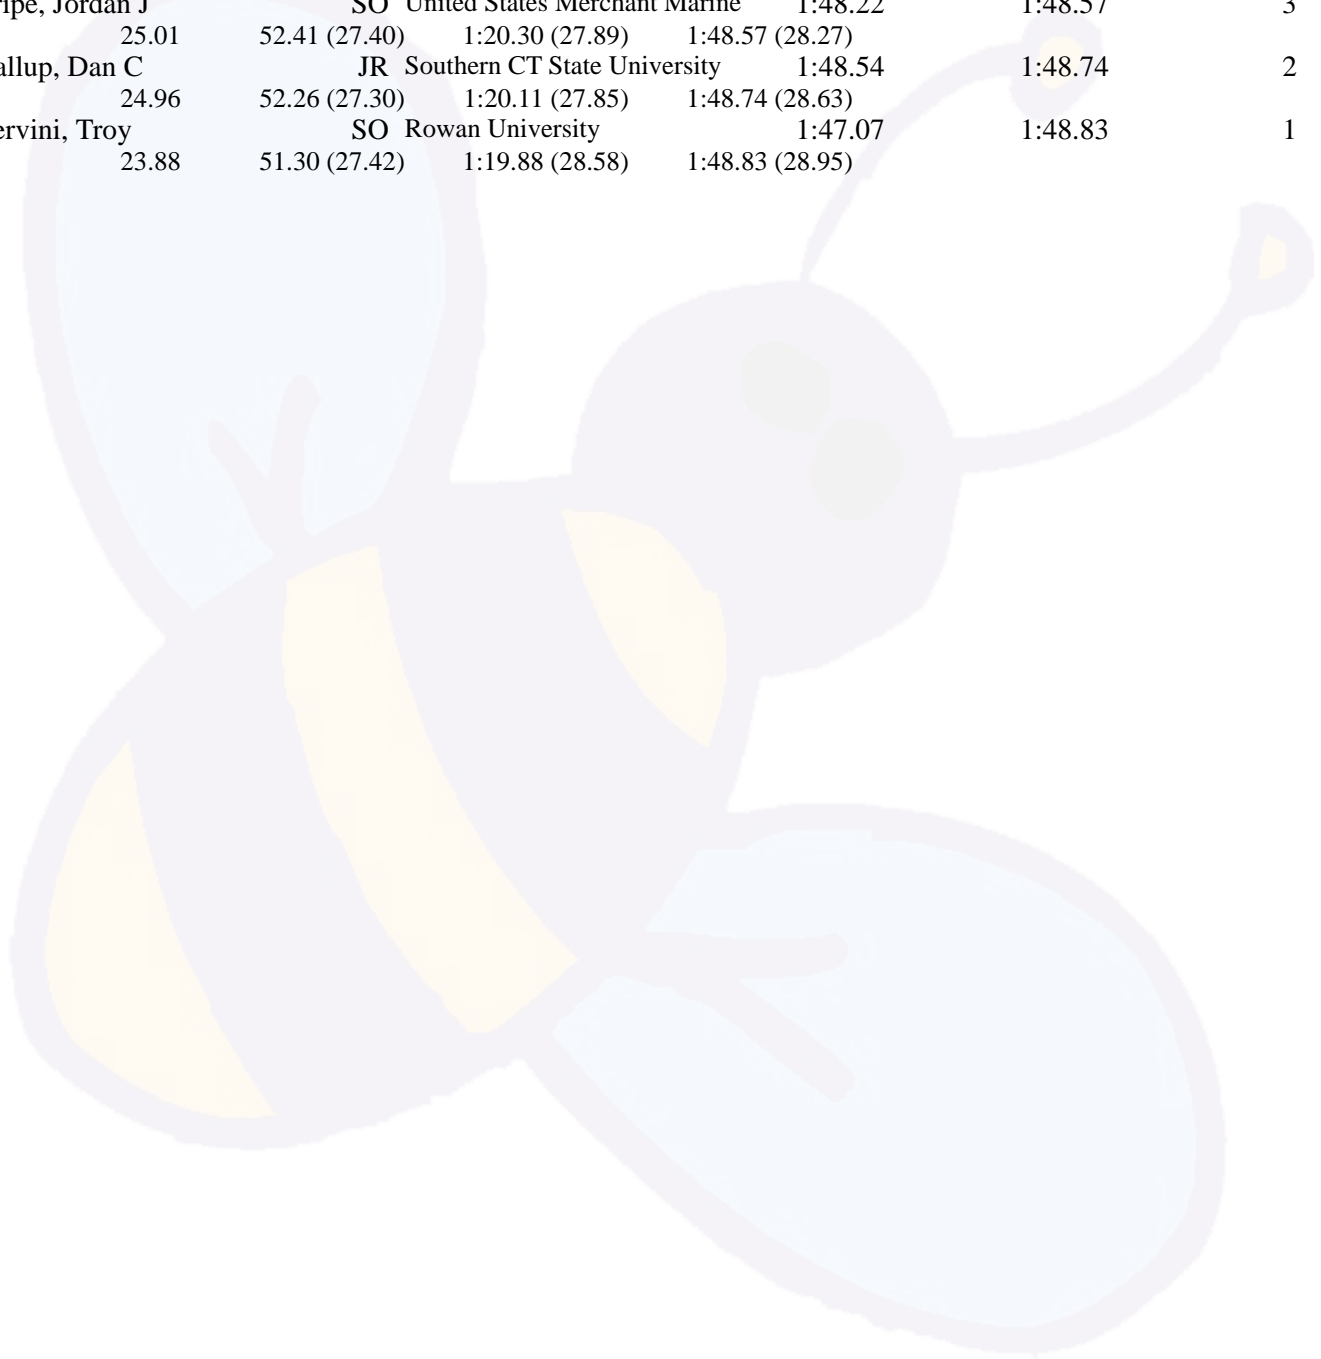 ripe, Jordan J SO United States Merchant Marine 1:48.22 1:48.57 3
25.01 52.41 (27.40) 1:20.30 (27.89) 1:48.57 (28.27)
allup, Dan C JR Southern CT State University 1:48.54 1:48.74 2
24.96 52.26 (27.30) 1:20.11 (27.85) 1:48.74 (28.63)
ervini, Troy SO Rowan University 1:47.07 1:48.83 1
23.88 51.30 (27.42) 1:19.88 (28.58) 1:48.83 (28.95)